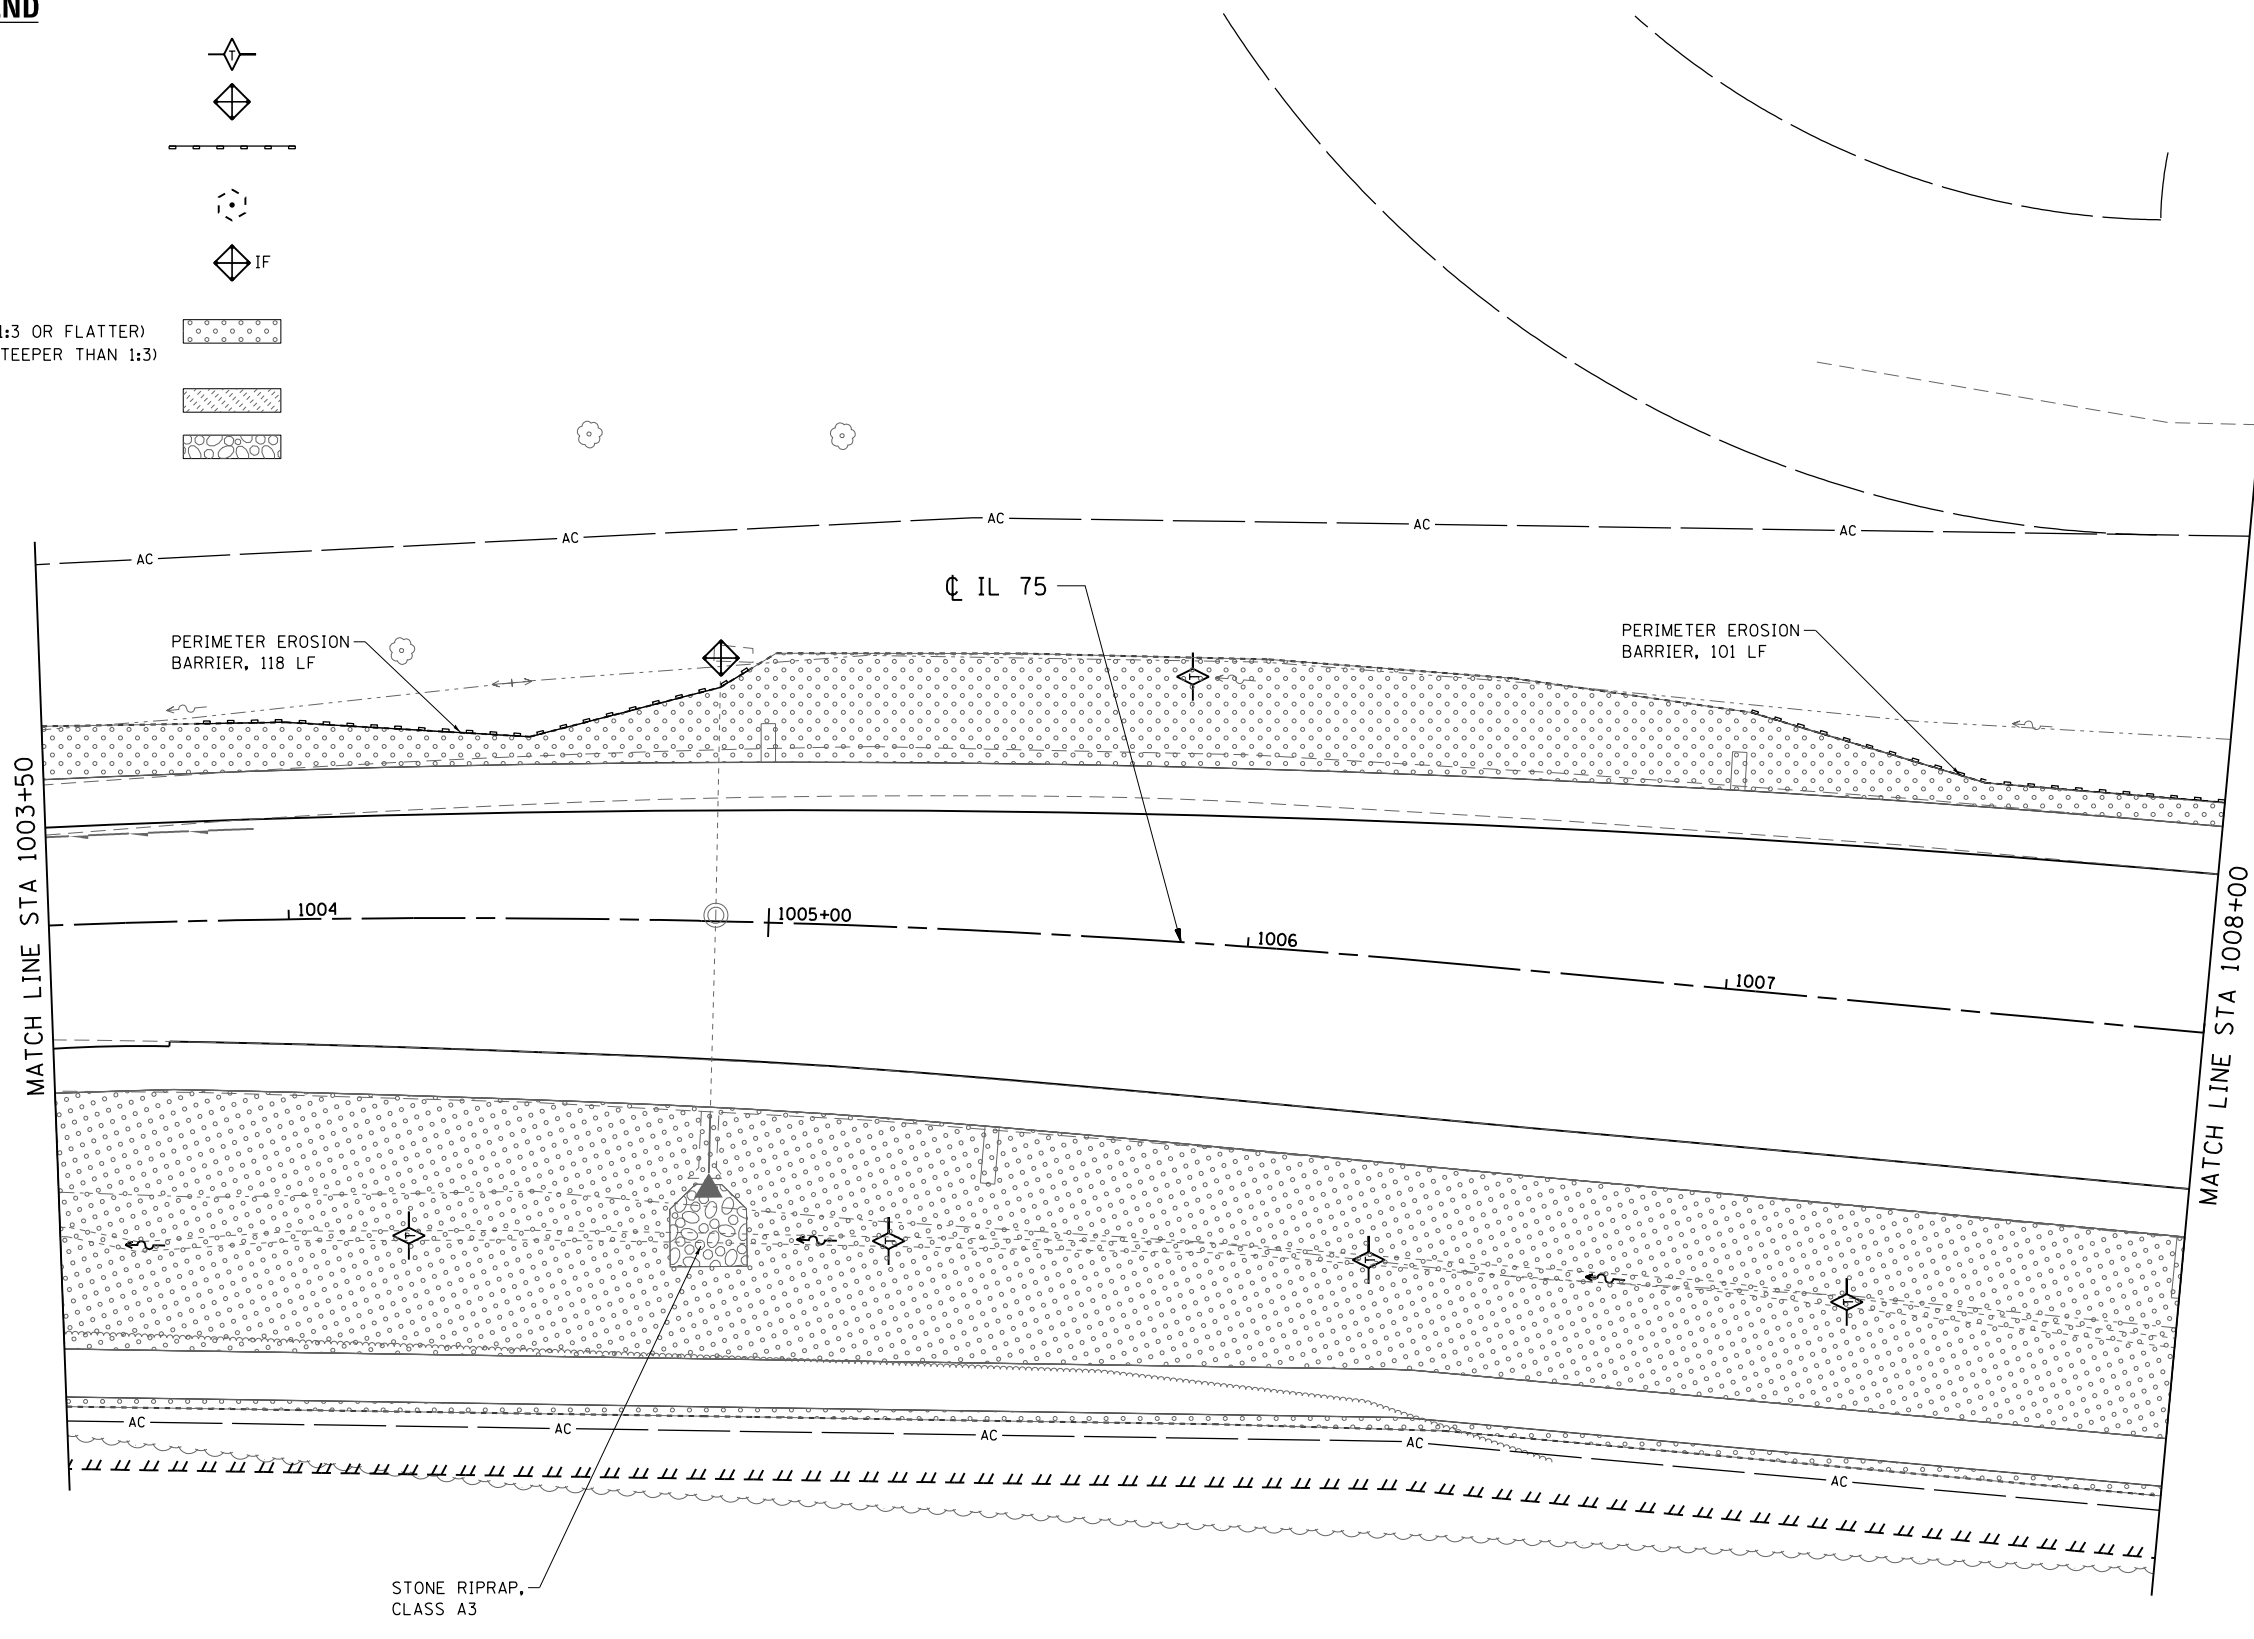 END
T
IF
1:3 OR FLATTER)
TEEPER THAN 1:3)
AC
AC
AC
AC
AC
℄ IL 75
PERIMETER EROSION
BARRIER, 118 LF
PERIMETER EROSION
BARRIER, 101 LF
T
MATCH LINE STA 1003+50
1004
1005+00
1006
1007
MATCH LINE STA 1008+00
T
T
T
T
AC
AC
AC
AC
AC
STONE RIPRAP,
CLASS A3